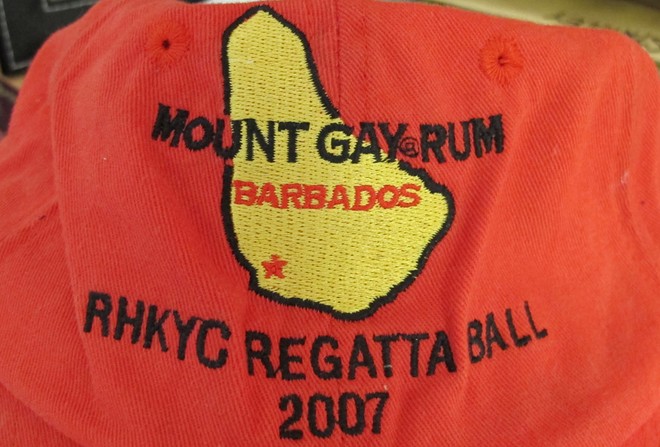 MOUNT GAY® RUM
BARBADOS
RHKYC REGATTA BALL
2007